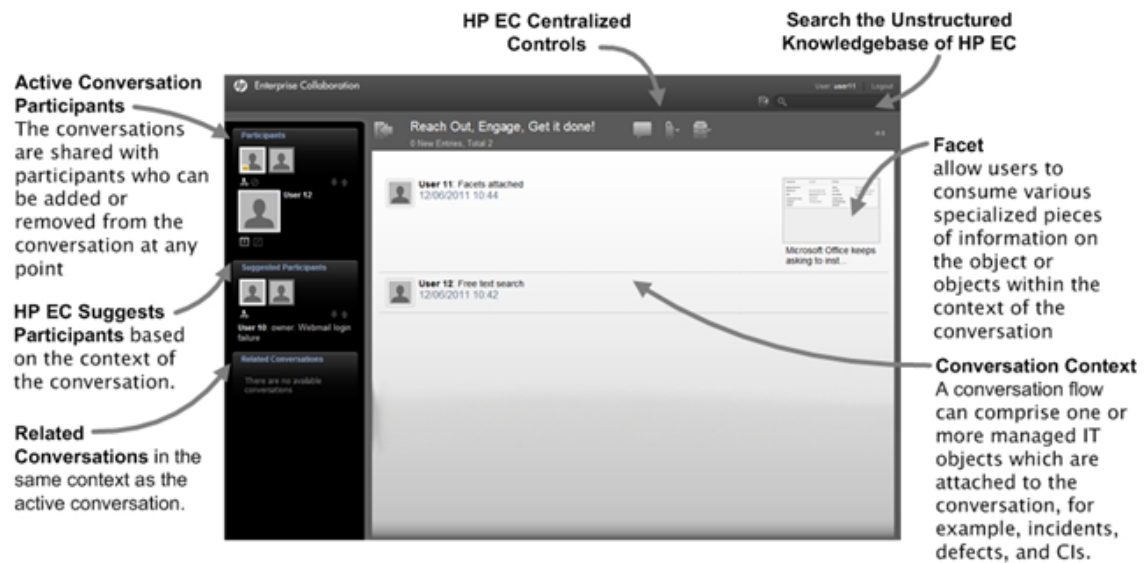 HP EC Centralized
Controls
Search the Unstructured
Knowledgebase of HP EC
Active Conversation
Participants
The conversations
are shared with
participants who can
be added or
removed from the
conversation at any
point
HP EC Suggests
Participants based
on the context of
the conversation.
Related
Conversations in the
same context as the
active conversation.
hp Enterprise Collaboration
User: user11 Logout
Participants
User 12
Suggested Participants
User 10: owner: Webmail login
failure
Related Conversations
There are no available
conversations
Reach Out, Engage, Get it done!
0 New Entries, Total 2
User 11: Facets attached
12/06/2011 10:44
Microsoft Office keeps
asking to inst...
User 12: Free text search
12/06/2011 10:42
Facet
allow users to
consume various
specialized pieces
of information on
the object or
objects within the
context of the
conversation
Conversation Context
A conversation flow
can comprise one or
more managed IT
objects which are
attached to the
conversation, for
example, incidents,
defects, and CIs.